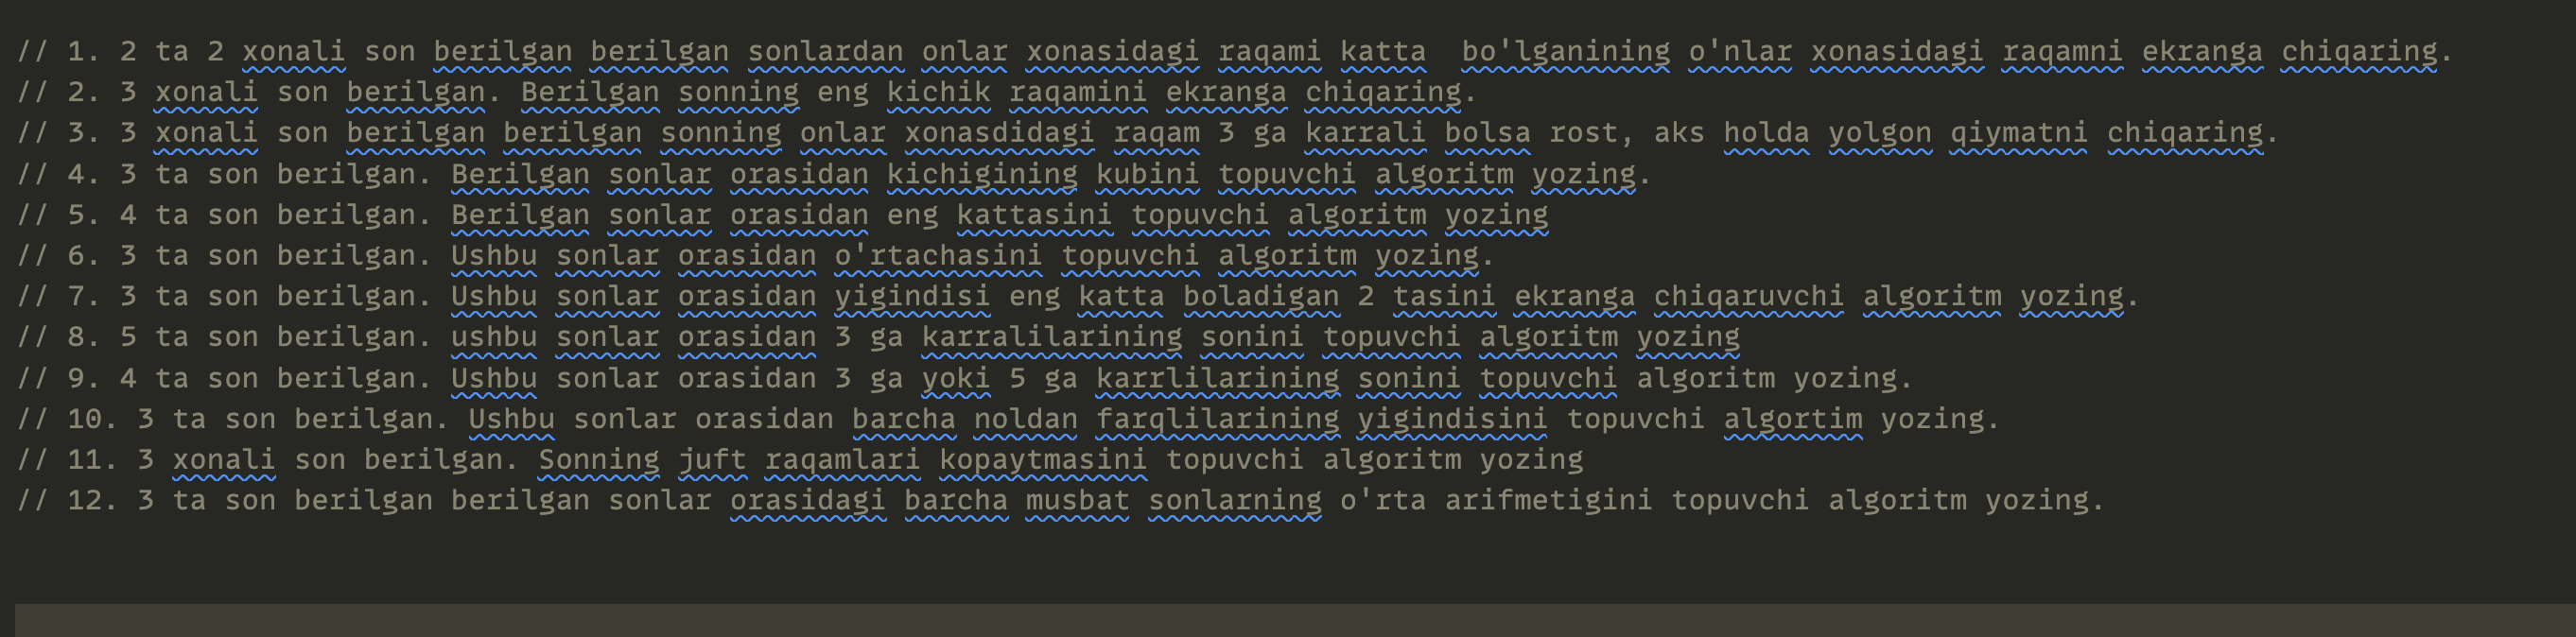 // 1. 2 ta 2 xonali son berilgan berilgan sonlardan onlar xonasidagi raqami katta  bo'lganining o'nlar xonasidagi raqamni ekranga chiqaring.
// 2. 3 xonali son berilgan. Berilgan sonning eng kichik raqamini ekranga chiqaring.
// 3. 3 xonali son berilgan berilgan sonning onlar xonasdidagi raqam 3 ga karrali bolsa rost, aks holda yolgon qiymatni chiqaring.
// 4. 3 ta son berilgan. Berilgan sonlar orasidan kichigining kubini topuvchi algoritm yozing.
// 5. 4 ta son berilgan. Berilgan sonlar orasidan eng kattasini topuvchi algoritm yozing
// 6. 3 ta son berilgan. Ushbu sonlar orasidan o'rtachasini topuvchi algoritm yozing.
// 7. 3 ta son berilgan. Ushbu sonlar orasidan yigindisi eng katta boladigan 2 tasini ekranga chiqaruvchi algoritm yozing.
// 8. 5 ta son berilgan. ushbu sonlar orasidan 3 ga karralilarining sonini topuvchi algoritm yozing
// 9. 4 ta son berilgan. Ushbu sonlar orasidan 3 ga yoki 5 ga karrlilarining sonini topuvchi algoritm yozing.
// 10. 3 ta son berilgan. Ushbu sonlar orasidan barcha noldan farqlilarining yigindisini topuvchi algortim yozing.
// 11. 3 xonali son berilgan. Sonning juft raqamlari kopaytmasini topuvchi algoritm yozing
// 12. 3 ta son berilgan berilgan sonlar orasidagi barcha musbat sonlarning o'rta arifmetigini topuvchi algoritm yozing.